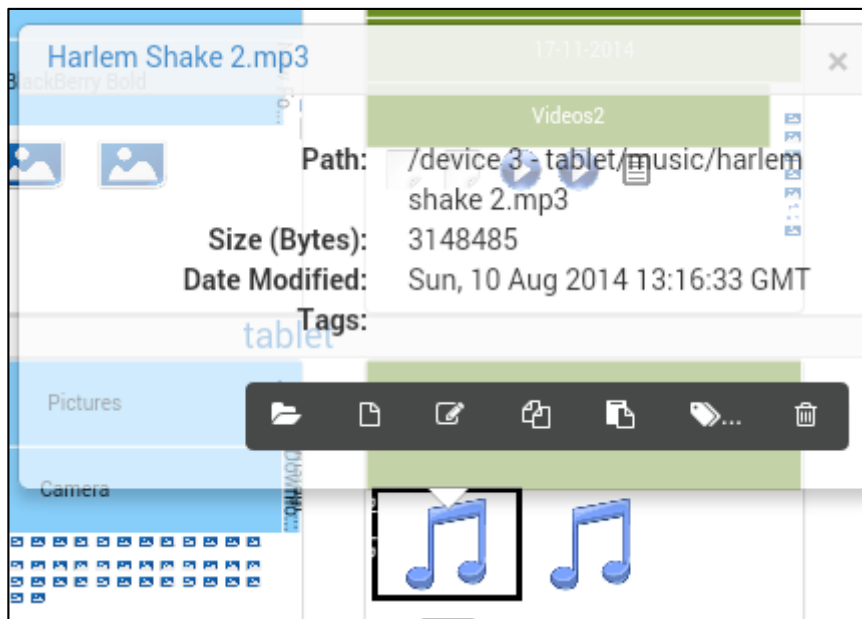 Harlem Shake 2.mp3
17-11-2014
×
BlackBerry Bold
Videos2
Path: /device 3 - tablet/music/harlem
shake 2.mp3
Size (Bytes): 3148485
Date Modified: Sun, 10 Aug 2014 13:16:33 GMT
Tags:
tablet
Pictures
...
Camera